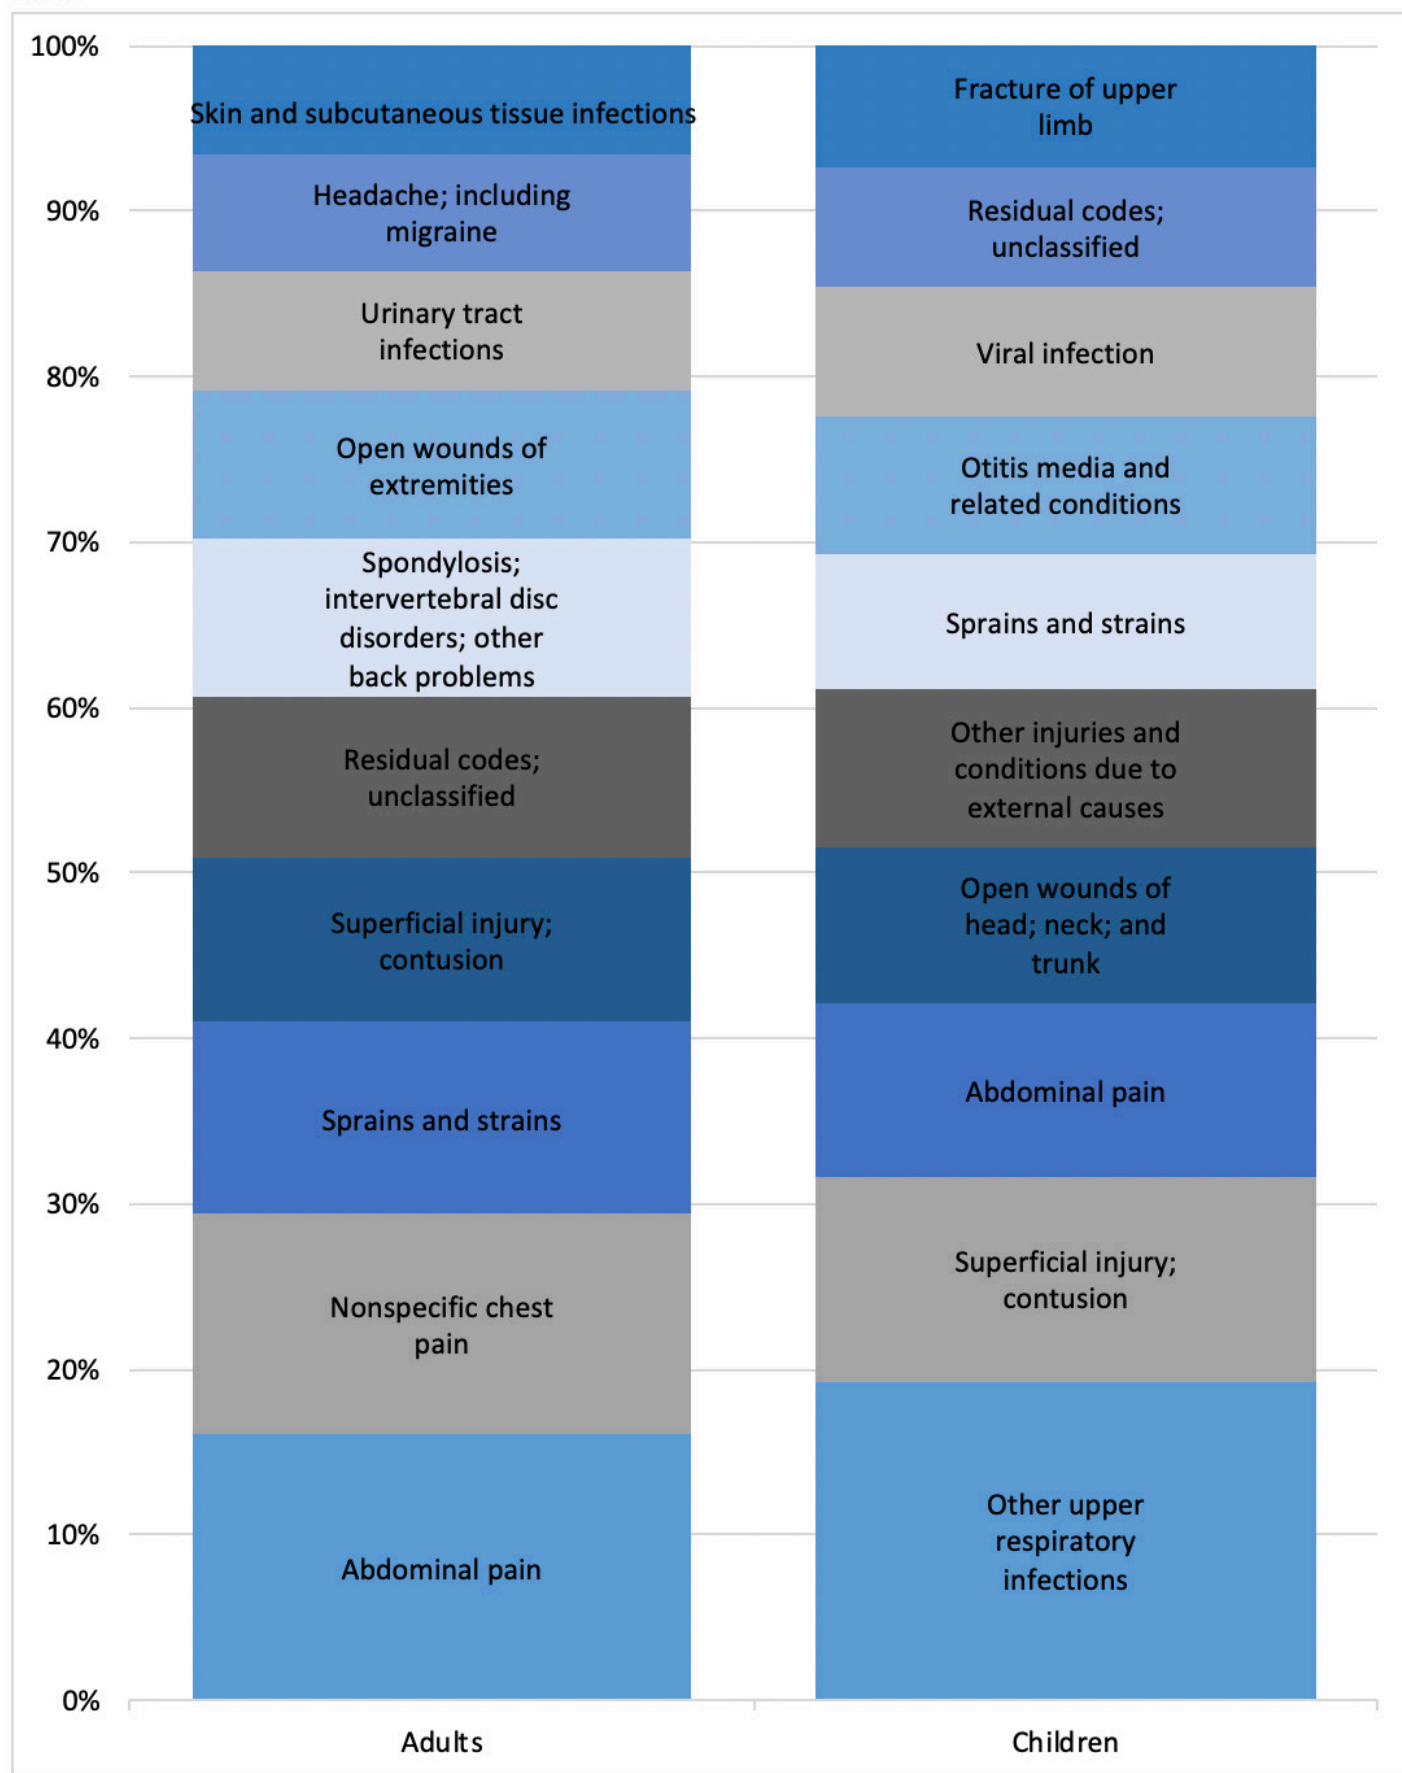 100%
90%
80%
70%
60%
50%
40%
30%
20%
10%
0%
Skin and subcutaneous tissue infections
Headache; including
migraine
Urinary tract
infections
Open wounds of
extremities
Spondylosis;
intervertebral disc
disorders; other
back problems
Residual codes;
unclassified
Superficial injury;
contusion
Sprains and strains
Nonspecific chest
pain
Abdominal pain
Adults
Fracture of upper
limb
Residual codes;
unclassified
Viral infection
Otitis media and
related conditions
Sprains and strains
Other injuries and
conditions due to
external causes
Open wounds of
head; neck; and
trunk
Abdominal pain
Superficial injury;
contusion
Other upper
respiratory
infections
Children